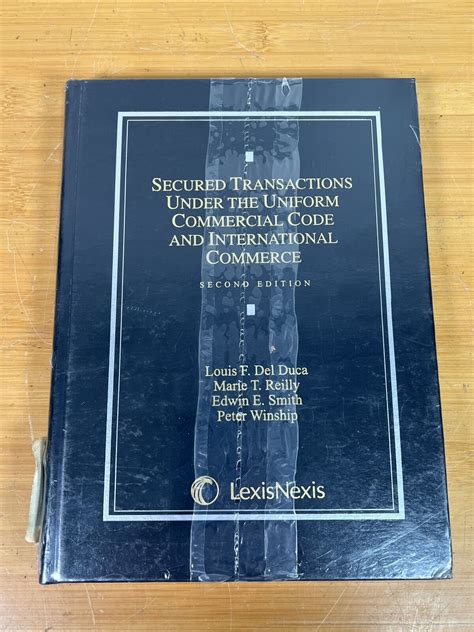 SECURED TRANSACTIONS
UNDER THE UNIFORM
COMMERCIAL CODE
AND INTERNATIONAL
COMMERCE
SECOND EDITION
Louis F. Del Duca
Marie T. Reilly
Edwin E. Smith
Peter Winship
LexisNexis